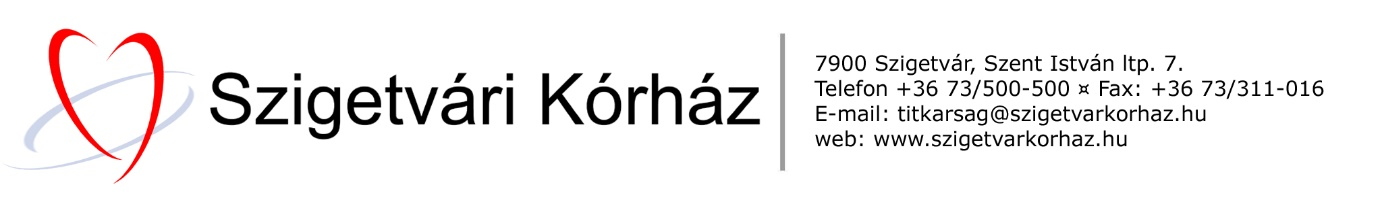 Szigetvári Kórház
7900 Szigetvár, Szent István ltp. 7.
Telefon +36 73/500-500 ¤ Fax: +36 73/311-016
E-mail: titkarsag@szigetvarkorhaz.hu
web: www.szigetvarkorhaz.hu